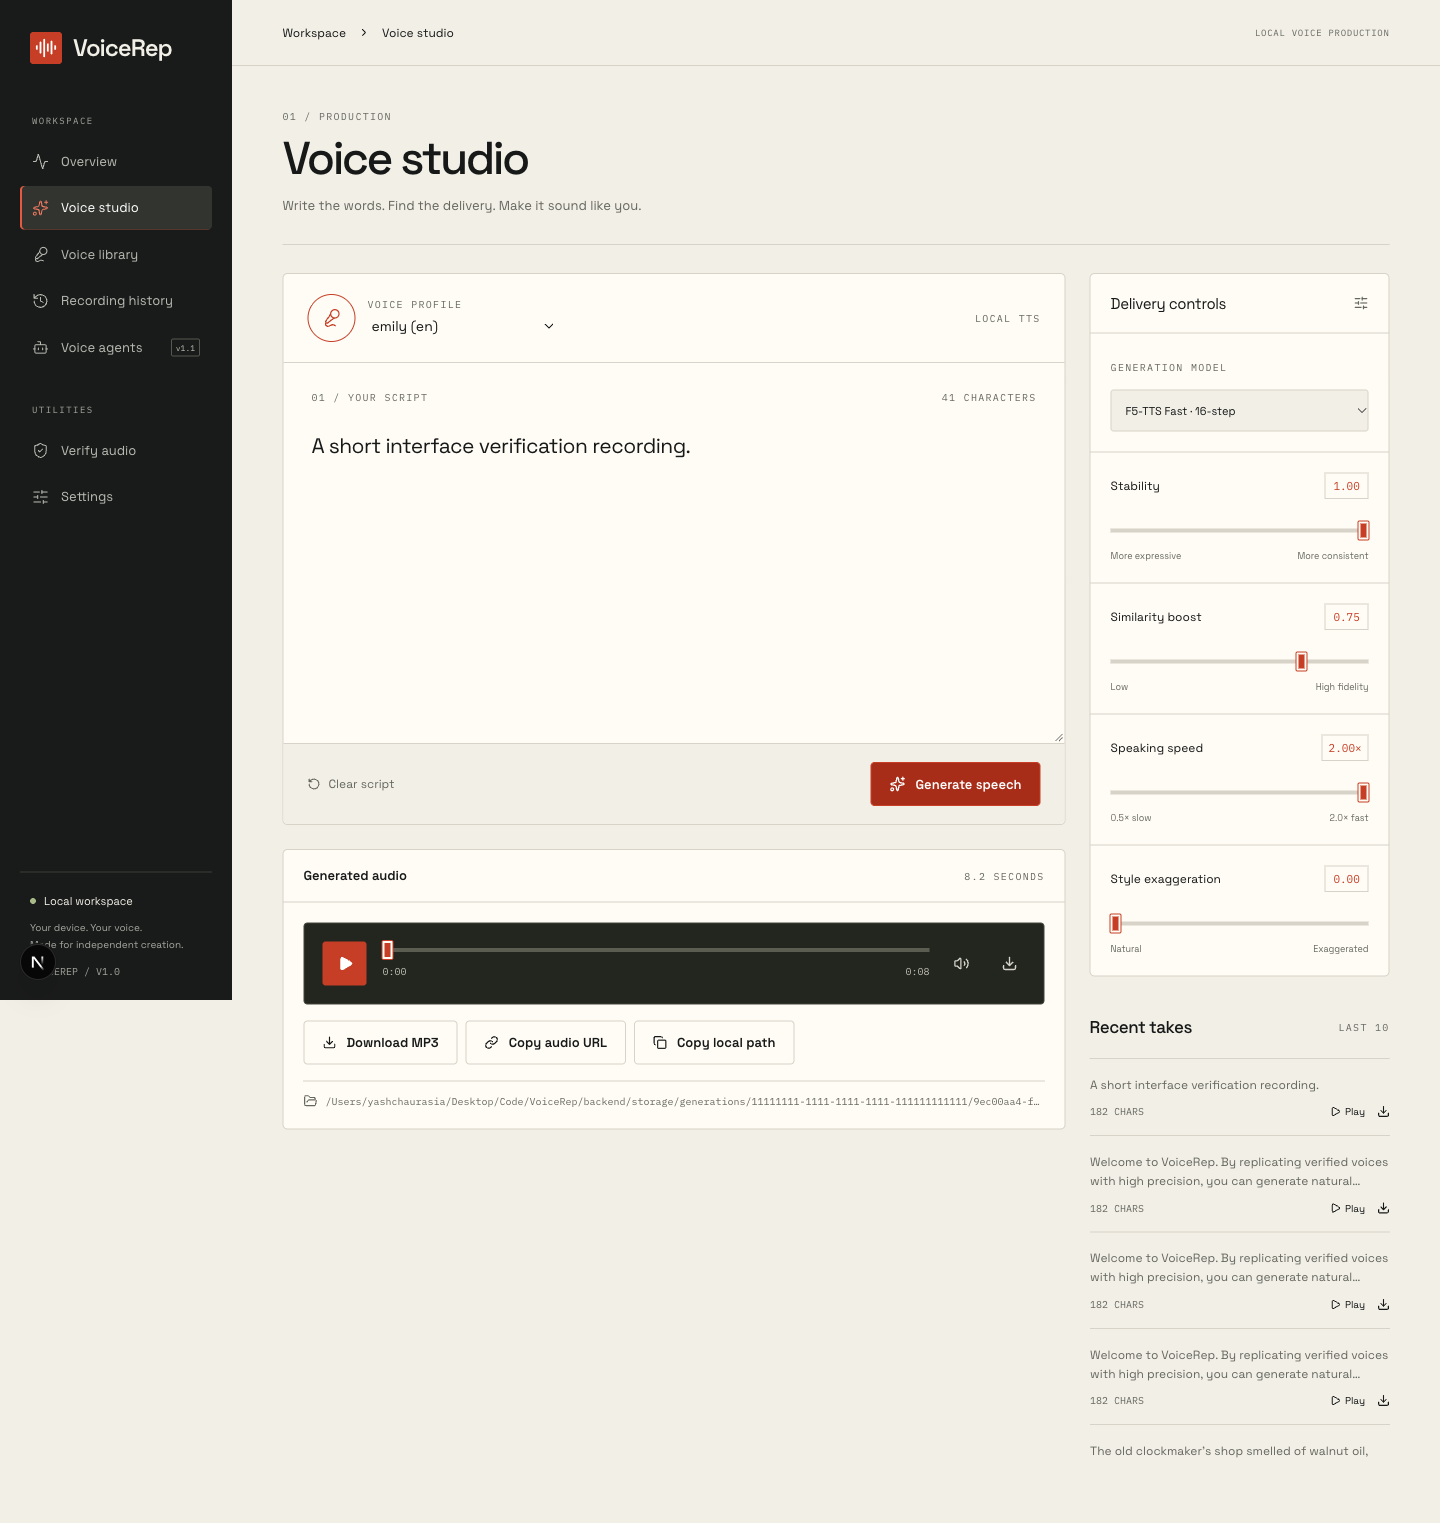 VoiceRep
WORKSPACE
Overview
Voice studio
Voice library
Recording history
Voice agents v1.1
UTILITIES
Verify audio
Settings
Local workspace
Your device. Your voice.
for independent creation.
N
/ V1.0
Workspace > Voice studio
LOCAL VOICE PRODUCTION
01 / PRODUCTION
Voice studio
Write the words. Find the delivery. Make it sound like you.
VOICE PROFILE
emily (en)
LOCAL TTS
01 / YOUR SCRIPT
41 CHARACTERS
A short interface verification recording.
Clear script
Generate speech
Generated audio
8.2 SECONDS
0:00
0:08
Download MP3
Copy audio URL
Copy local path
/Users/yashchaurasia/Desktop/Code/VoiceRep/backend/storage/generations/11111111-1111-1111-1111-111111111111/9ec00aa4-f…
Delivery controls
GENERATION MODEL
F5-TTS Fast · 16-step
Stability
1.00
More expressive
More consistent
Similarity boost
0.75
Low
High fidelity
Speaking speed
2.00×
0.5× slow
2.0× fast
Style exaggeration
0.00
Natural
Exaggerated
Recent takes
LAST 10
A short interface verification recording.
182 CHARS
Play
Welcome to VoiceRep. By replicating verified voices
with high precision, you can generate natural…
182 CHARS
Play
Welcome to VoiceRep. By replicating verified voices
with high precision, you can generate natural…
182 CHARS
Play
Welcome to VoiceRep. By replicating verified voices
with high precision, you can generate natural…
182 CHARS
Play
The old clockmaker's shop smelled of walnut oil,